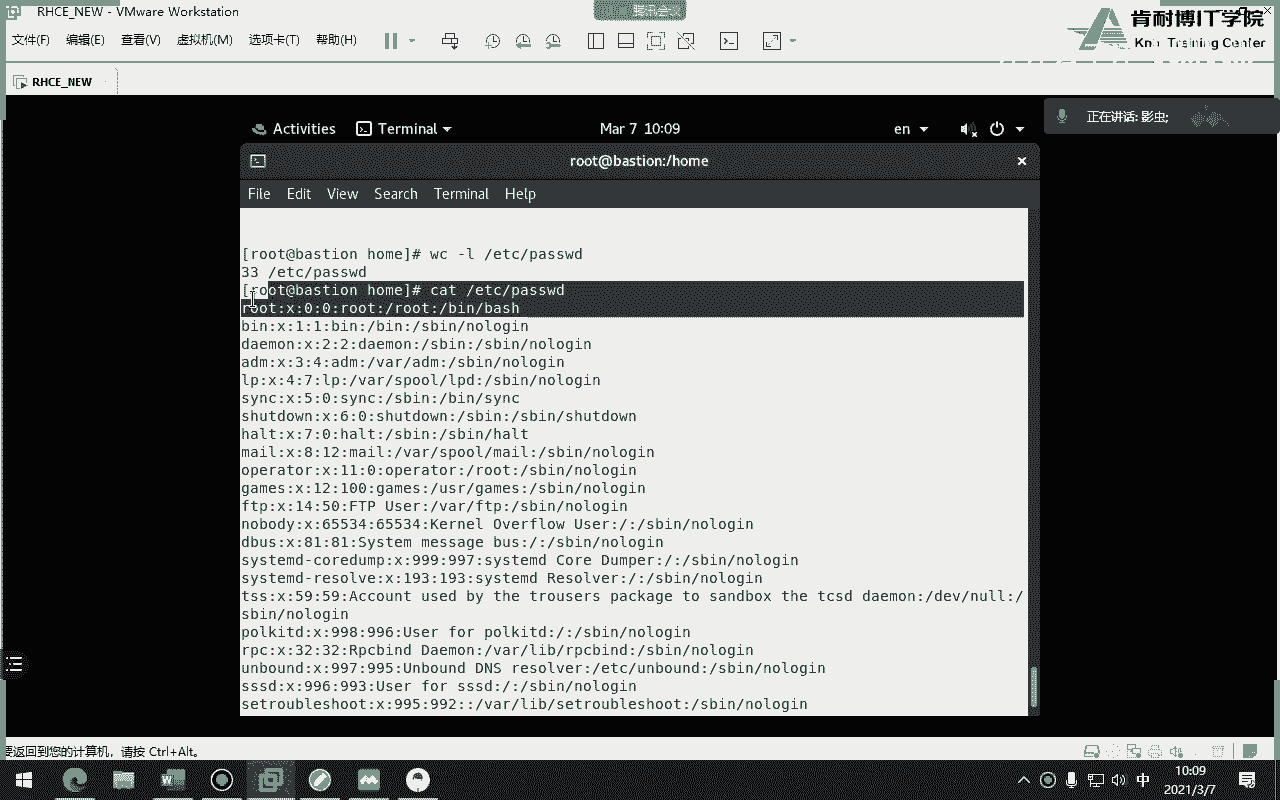 RHCE_NEW - VMware Workstation
腾讯会议
肯耐博IT学院
Training Center
文件(F) 编辑(E) 查看(V) 虚拟机(M) 选项卡(T) 帮助(H)
RHCE_NEW
正在讲话: 影虫;
Activities Terminal Mar 7 10:09 en
root@bastion:/home
File Edit View Search Terminal Help
[root@bastion home]# wc -l /etc/passwd
33 /etc/passwd
[root@bastion home]# cat /etc/passwd
root:x:0:0:root:/root:/bin/bash
bin:x:1:1:bin:/bin:/sbin/nologin
daemon:x:2:2:daemon:/sbin:/sbin/nologin
adm:x:3:4:adm:/var/adm:/sbin/nologin
lp:x:4:7:lp:/var/spool/lpd:/sbin/nologin
sync:x:5:0:sync:/sbin:/bin/sync
shutdown:x:6:0:shutdown:/sbin:/sbin/shutdown
halt:x:7:0:halt:/sbin:/sbin/halt
mail:x:8:12:mail:/var/spool/mail:/sbin/nologin
operator:x:11:0:operator:/root:/sbin/nologin
games:x:12:100:games:/usr/games:/sbin/nologin
ftp:x:14:50:FTP User:/var/ftp:/sbin/nologin
nobody:x:65534:65534:Kernel Overflow User:/:/sbin/nologin
dbus:x:81:81:System message bus:/:/sbin/nologin
systemd-coredump:x:999:997:systemd Core Dumper:/:/sbin/nologin
systemd-resolve:x:193:193:systemd Resolver:/:/sbin/nologin
tss:x:59:59:Account used by the trousers package to sandbox the tcsd daemon:/dev/null:/
sbin/nologin
polkitd:x:998:996:User for polkitd:/:/sbin/nologin
rpc:x:32:32:Rpcbind Daemon:/var/lib/rpcbind:/sbin/nologin
unbound:x:997:995:Unbound DNS resolver:/etc/unbound:/sbin/nologin
sssd:x:996:993:User for sssd:/:/sbin/nologin
setroubleshoot:x:995:992::/var/lib/setroubleshoot:/sbin/nologin
要返回到您的计算机，请按 Ctrl+Alt。
中 10:09
2021/3/7